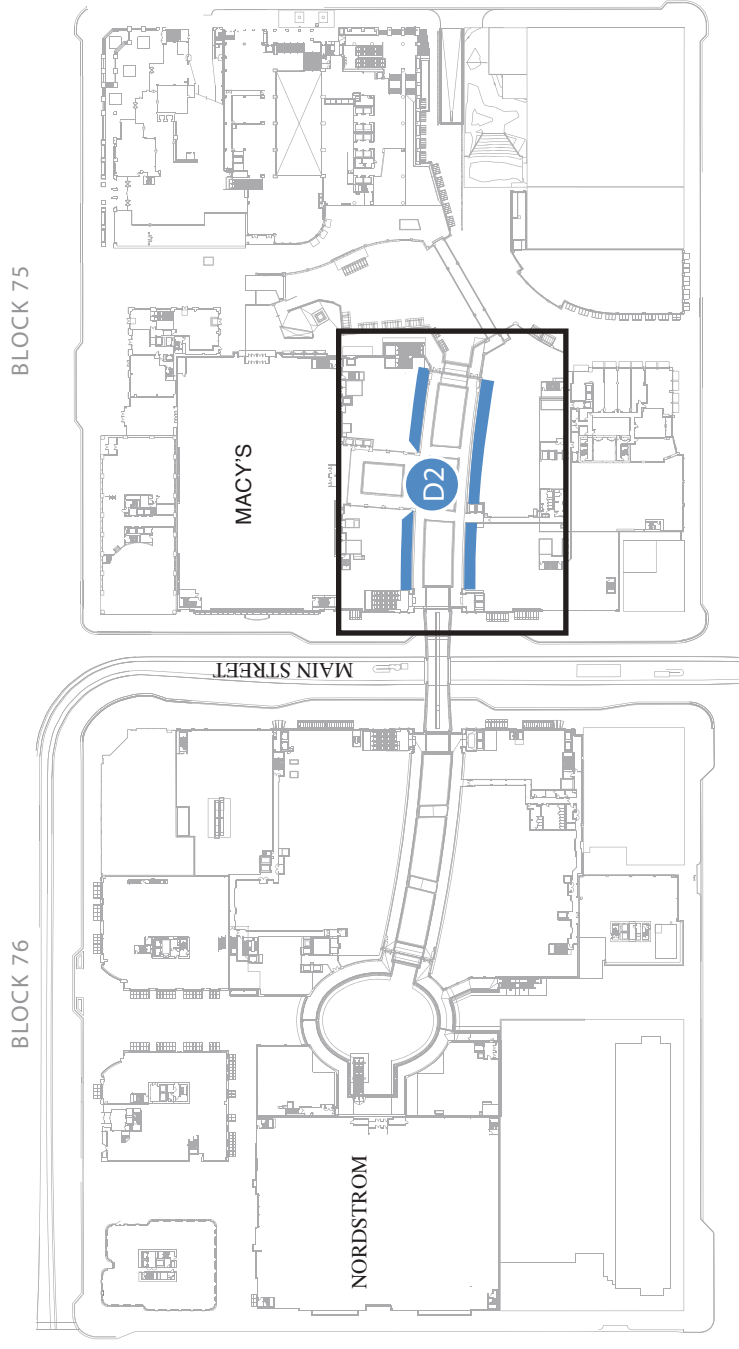 BLOCK 75
MACY'S
D2
MAIN STREET
BLOCK 76
NORDSTROM